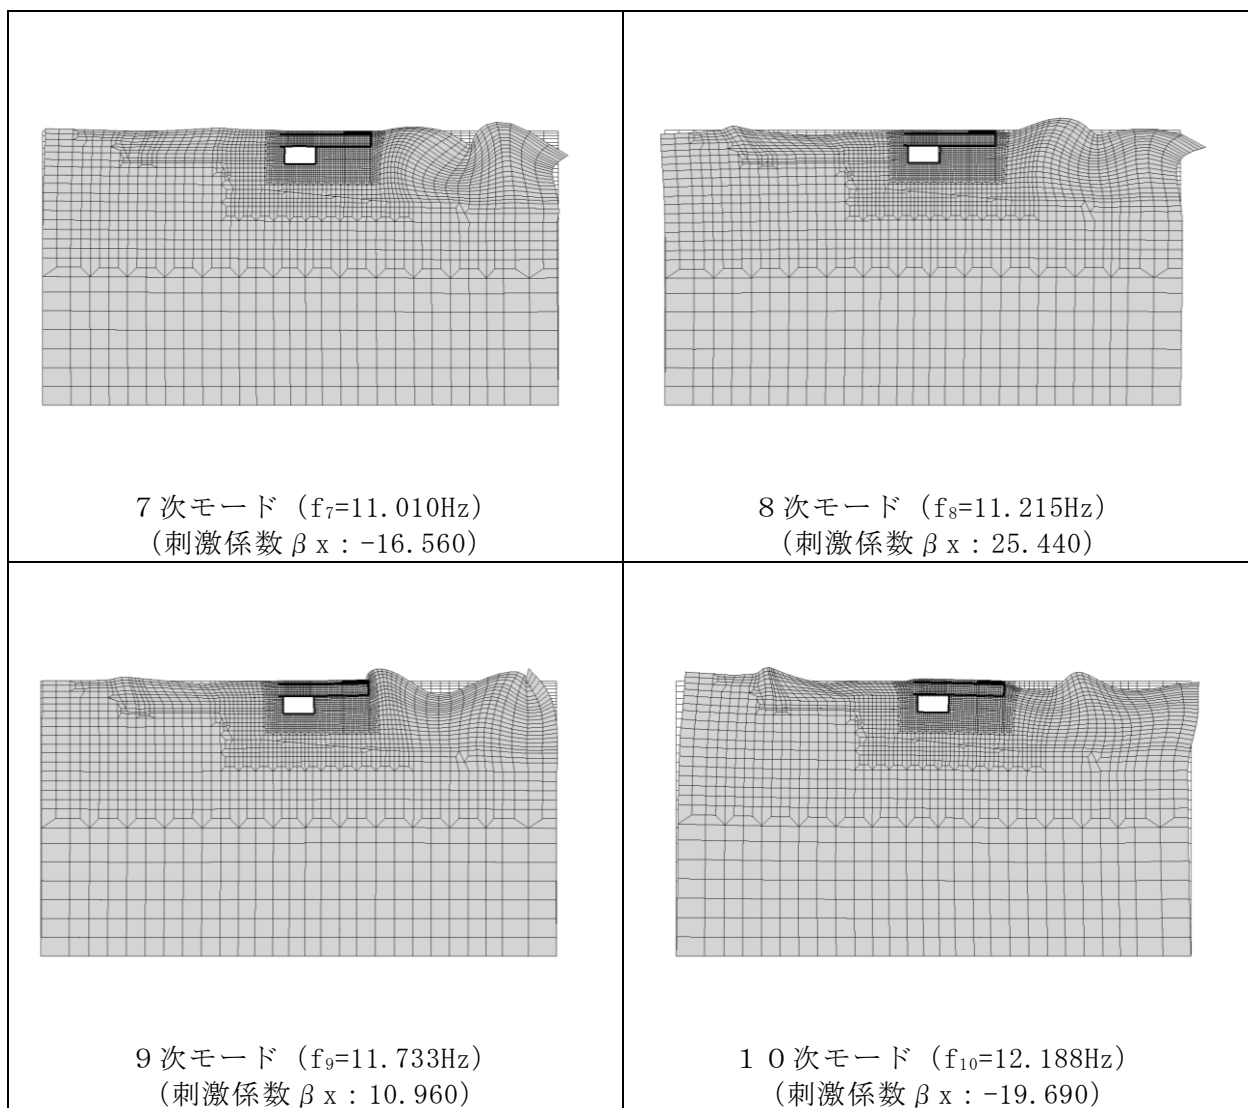 7次モード (f₇=11.010Hz)
(刺激係数βx：-16.560)
8次モード (f₈=11.215Hz)
(刺激係数βx：25.440)
9次モード (f₉=11.733Hz)
(刺激係数βx：10.960)
10次モード (f₁₀=12.188Hz)
(刺激係数βx：-19.690)